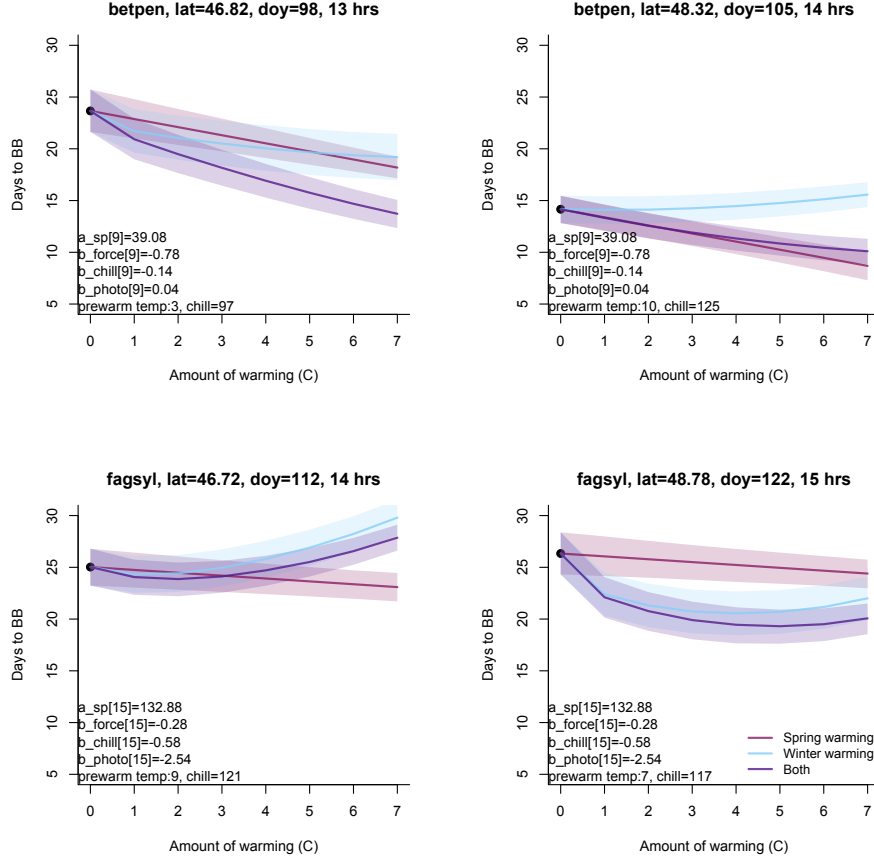 betpen, lat=46.82, doy=98, 13 hrs
30
25
20
15
10
5
Days to BB
a_sp[9]=39.08
b_force[9]=-0.78
b_chill[9]=-0.14
b_photo[9]=0.04
prewarm temp:3, chill=97
0 1 2 3 4 5 6 7
Amount of warming (C)
betpen, lat=48.32, doy=105, 14 hrs
30
25
20
15
10
5
Days to BB
a_sp[9]=39.08
b_force[9]=-0.78
b_chill[9]=-0.14
b_photo[9]=0.04
prewarm temp:10, chill=125
0 1 2 3 4 5 6 7
Amount of warming (C)
fagsyl, lat=46.72, doy=112, 14 hrs
30
25
20
15
10
5
Days to BB
a_sp[15]=132.88
b_force[15]=-0.28
b_chill[15]=-0.58
b_photo[15]=-2.54
prewarm temp:9, chill=121
0 1 2 3 4 5 6 7
Amount of warming (C)
fagsyl, lat=48.78, doy=122, 15 hrs
30
25
20
15
10
5
Days to BB
a_sp[15]=132.88
b_force[15]=-0.28
b_chill[15]=-0.58
b_photo[15]=-2.54
prewarm temp:7, chill=117
Spring warming
Winter warming
Both
0 1 2 3 4 5 6 7
Amount of warming (C)